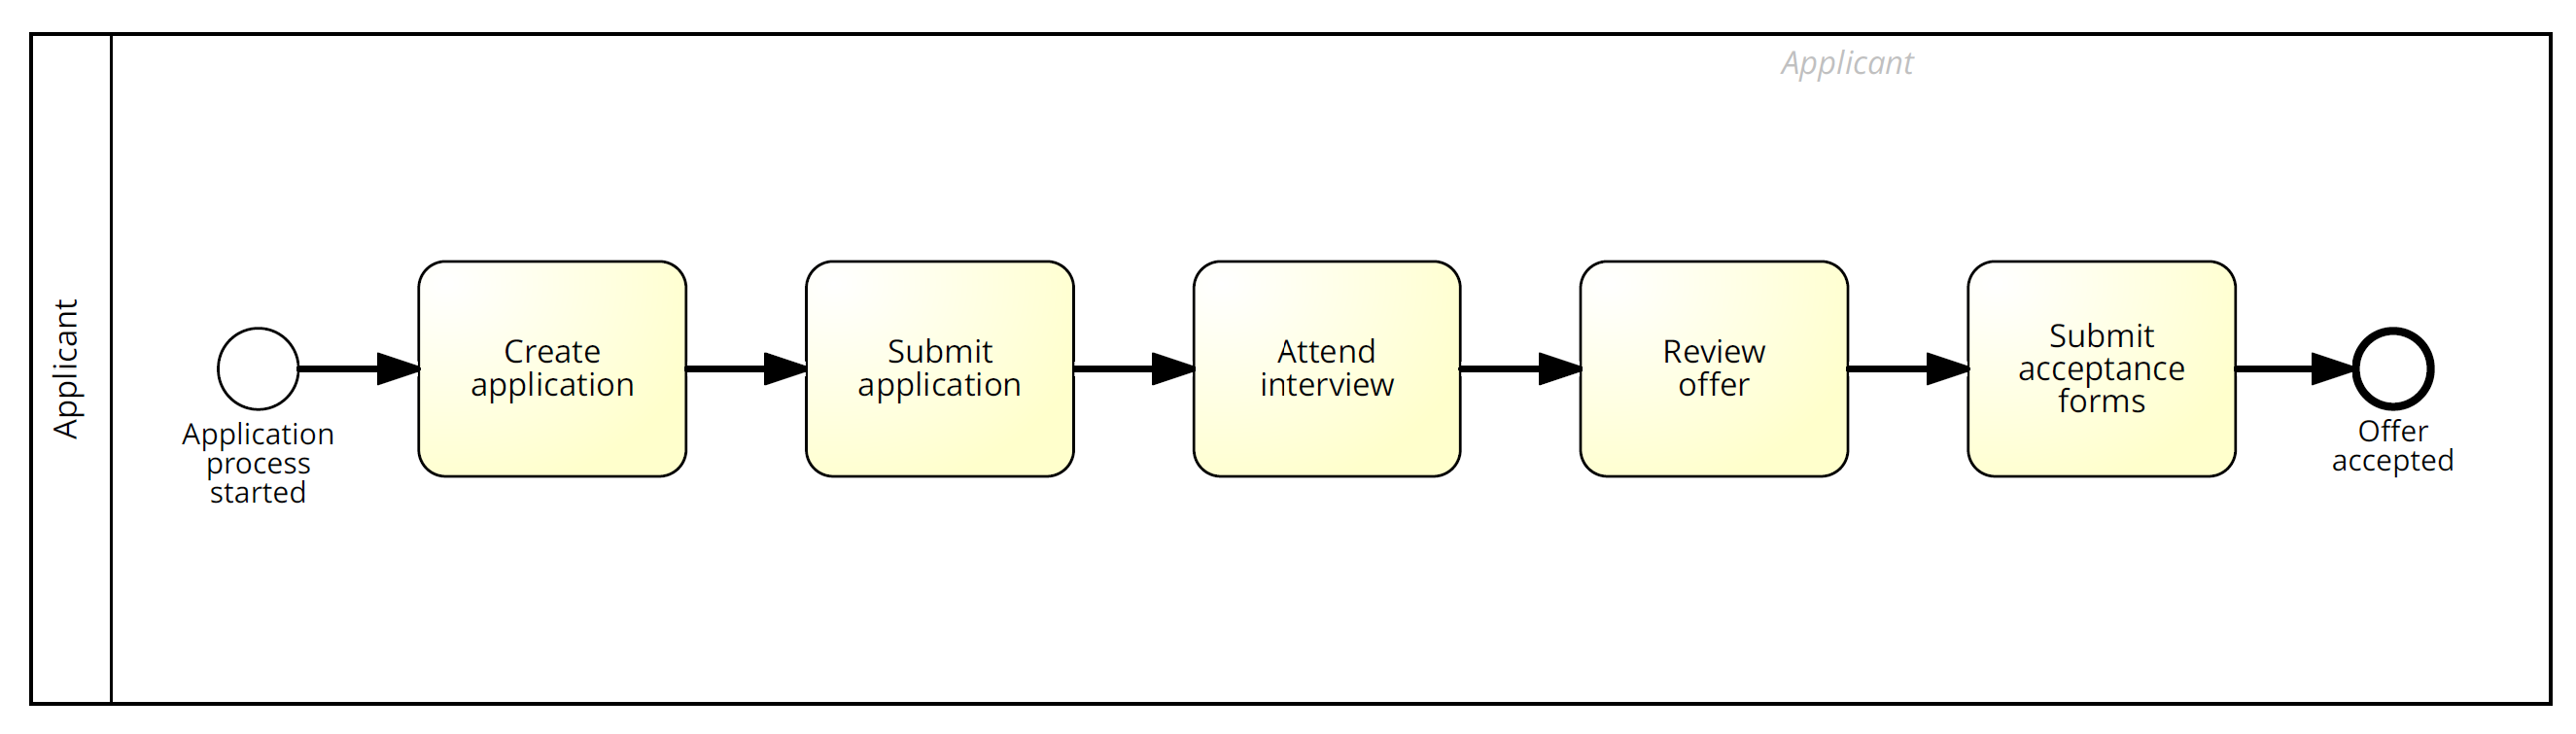 Applicant
Applicant
Application
process
started
Create
application
Submit
application
Attend
interview
Review
offer
Submit
acceptance
forms
Offer
accepted